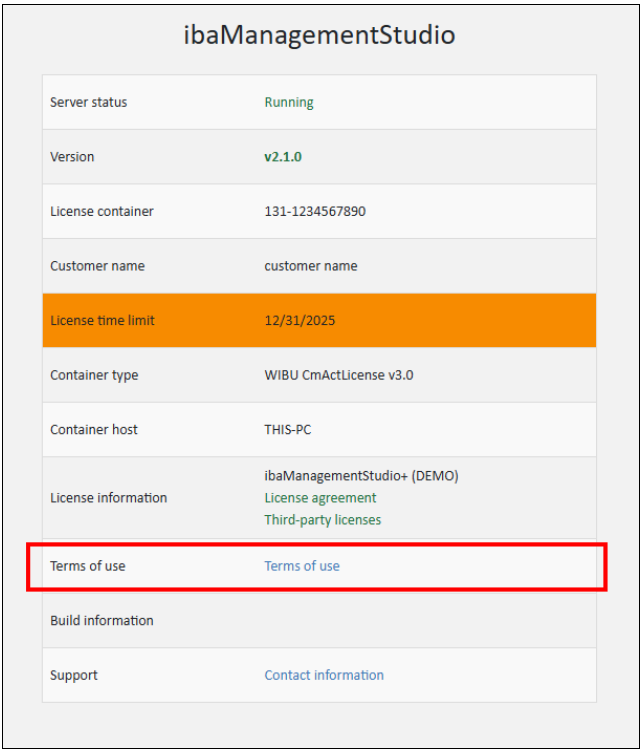 ibaManagementStudio
Server status Running
Version v2.1.0
License container 131-1234567890
Customer name customer name
License time limit 12/31/2025
Container type WIBU CmActLicense v3.0
Container host THIS-PC
ibaManagementStudio+ (DEMO)
License information License agreement
Third-party licenses
Terms of use Terms of use
Build information
Support Contact information